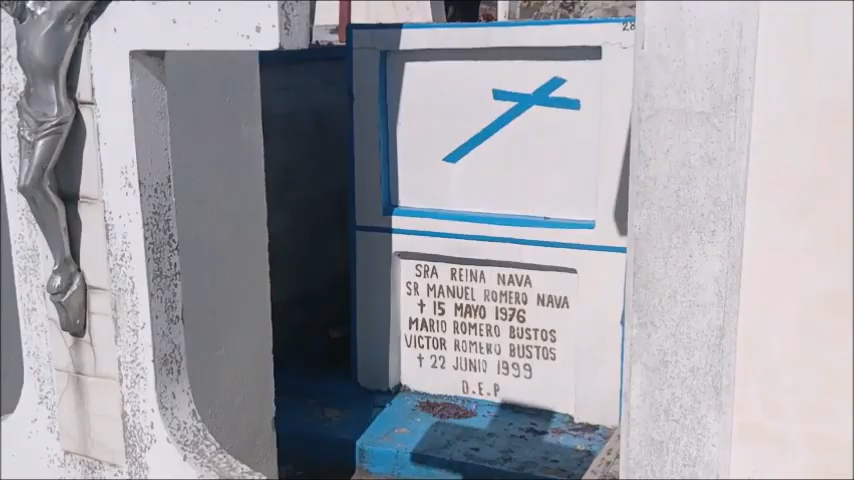 28
SRA REINA NAVA
SR MANUEL ROMERO NAVA
✝ 15 MAYO 1976
MARIO ROMERO BUSTOS
VICTOR ROMERO BUSTOS
✝ 22 JUNIO 1999
D.E.P